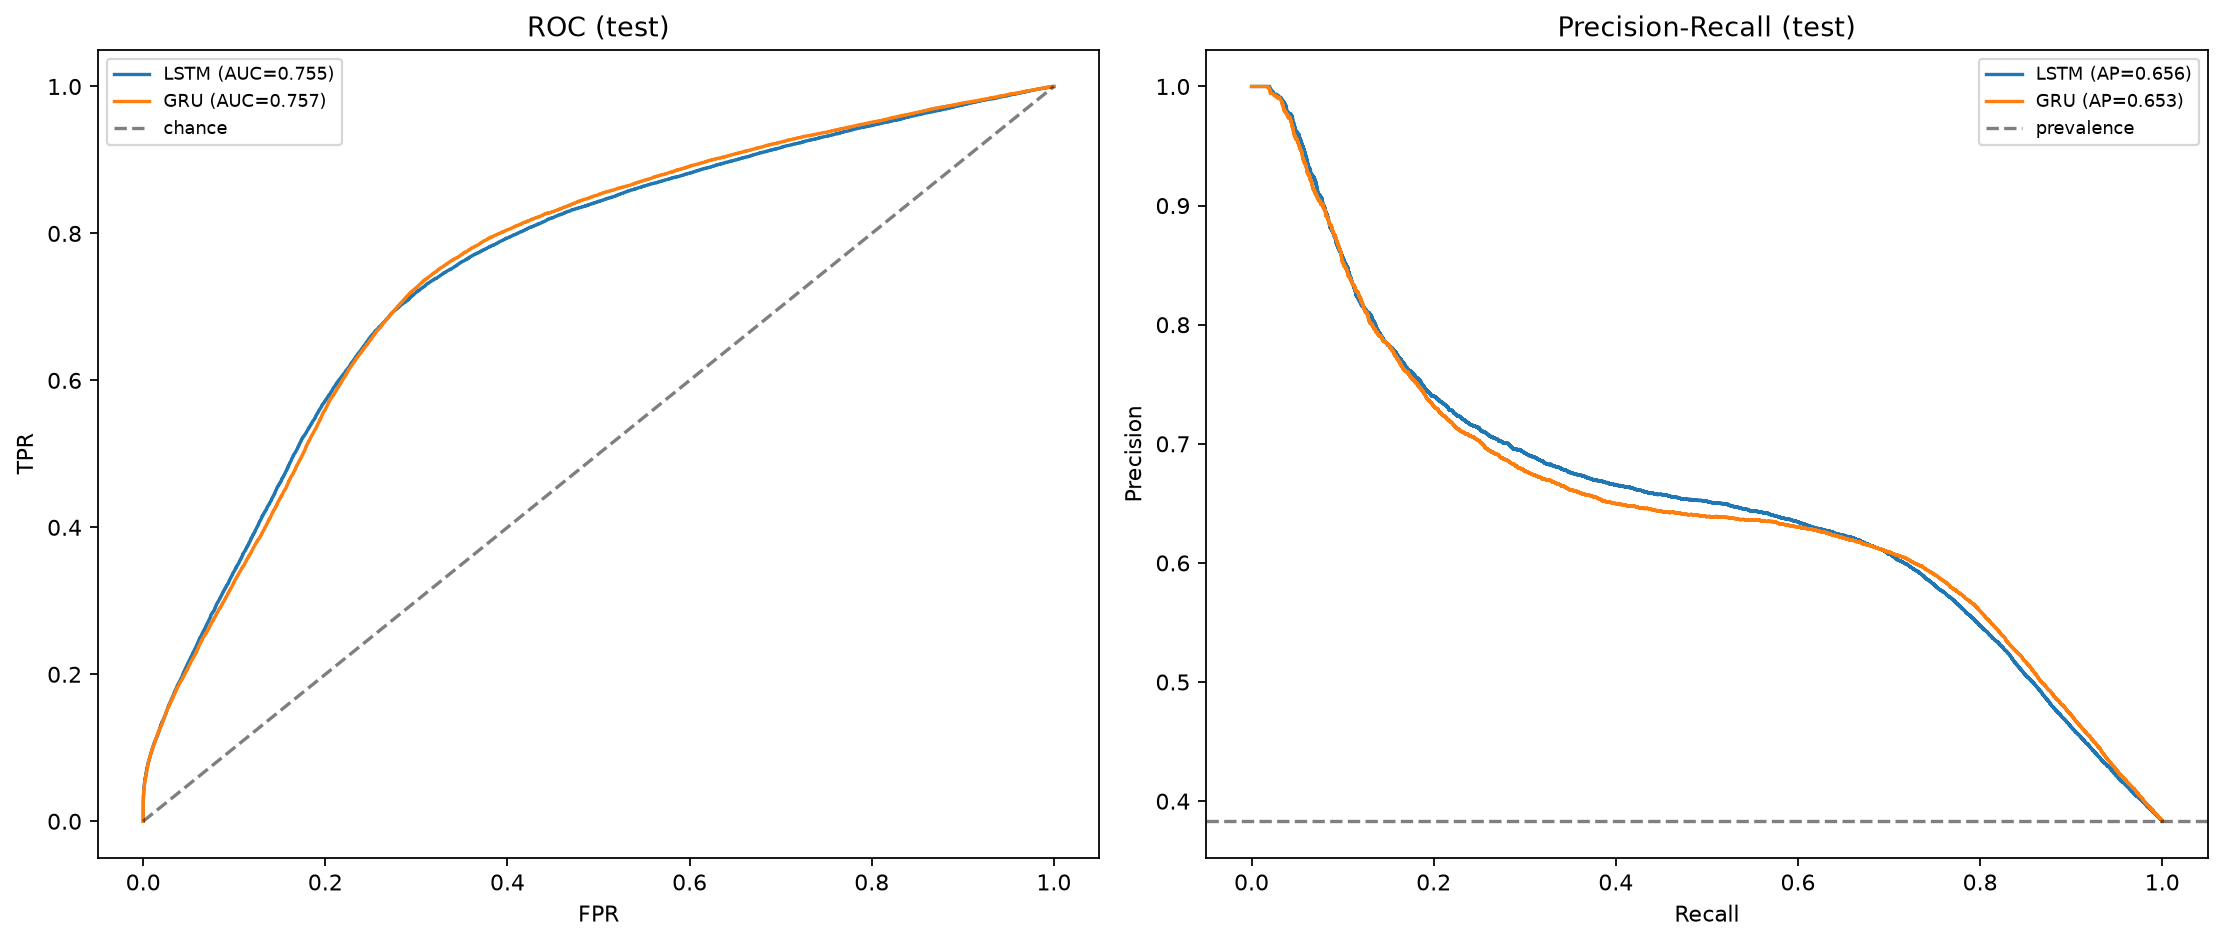 ROC (test)
LSTM (AUC=0.755)
GRU (AUC=0.757)
chance
1.0
0.8
0.6
0.4
0.2
0.0
TPR
0.0 0.2 0.4 0.6 0.8 1.0
FPR
Precision-Recall (test)
LSTM (AP=0.656)
GRU (AP=0.653)
prevalence
1.0
0.9
0.8
0.7
0.6
0.5
0.4
Precision
0.0 0.2 0.4 0.6 0.8 1.0
Recall